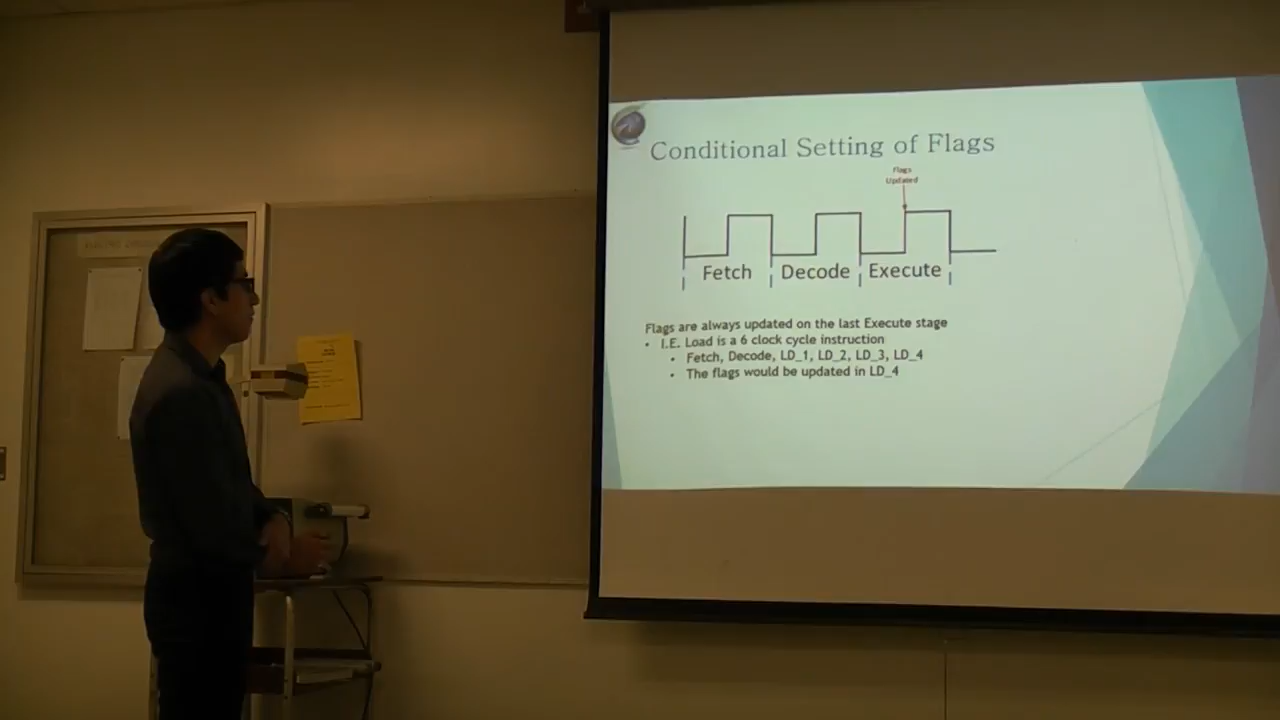 Conditional Setting of Flags
Flags
Updated
Fetch
Decode
Execute
Flags are always updated on the last Execute stage
• I.E. Load is a 6 clock cycle instruction
• Fetch, Decode, LD_1, LD_2, LD_3, LD_4
• The flags would be updated in LD_4